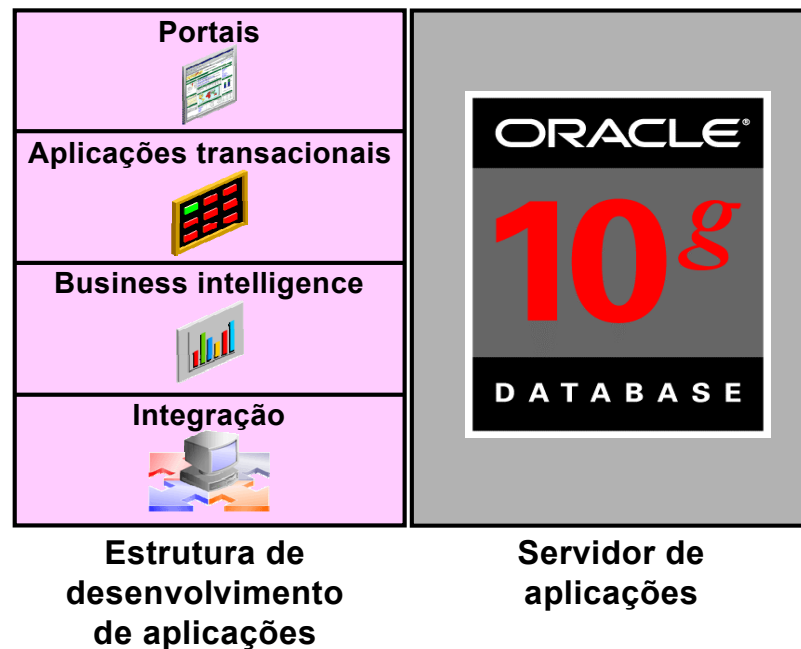 Portais
Aplicações transacionais
Business intelligence
Integração
Estrutura de
desenvolvimento
de aplicações
ORACLE®
10g
DATABASE
Servidor de
aplicações